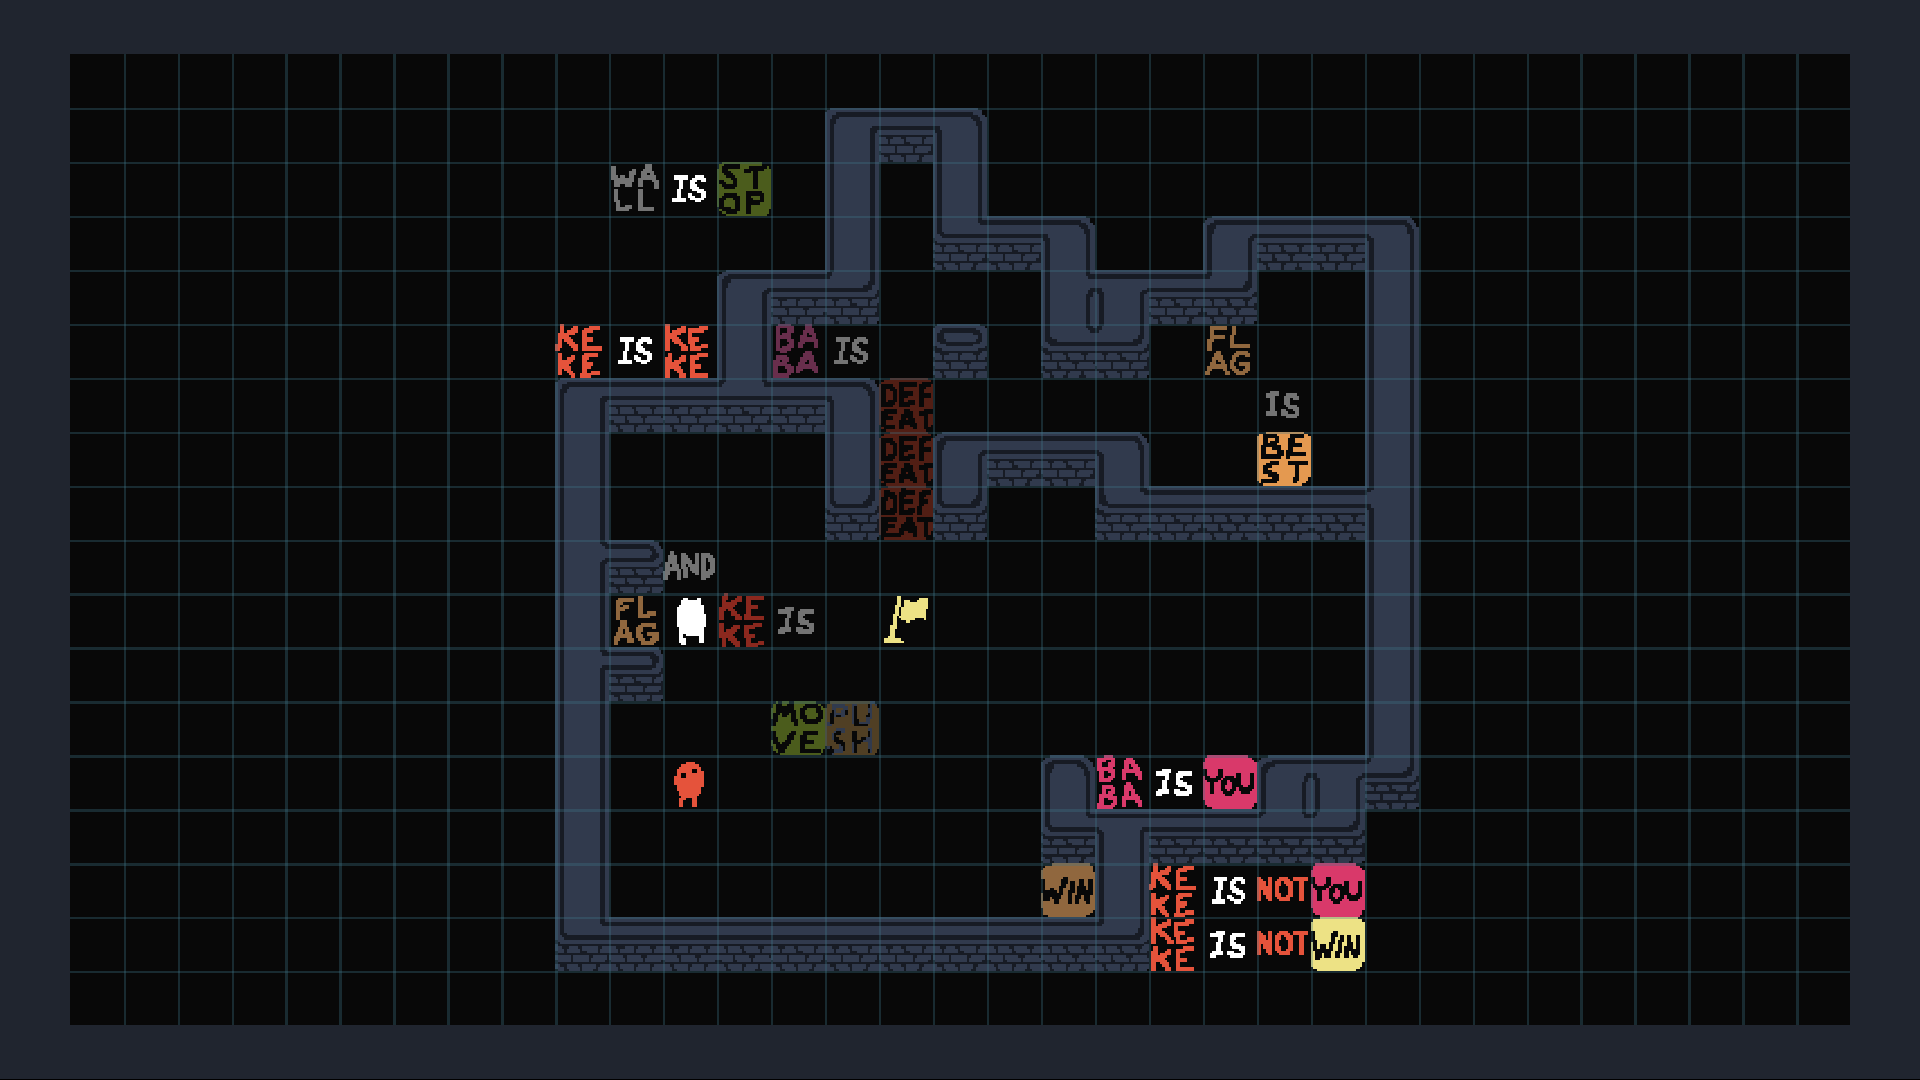 WALL IS STOP
KEKE IS KEKE BABA IS FLAG
DEFEAT IS
DEFEAT BEST
DEFEAT
AND
FLAG KEKE IS
MOVE PUSH
BABA IS YOU
WIN KEKE IS NOT YOU
KEKE IS NOT WIN